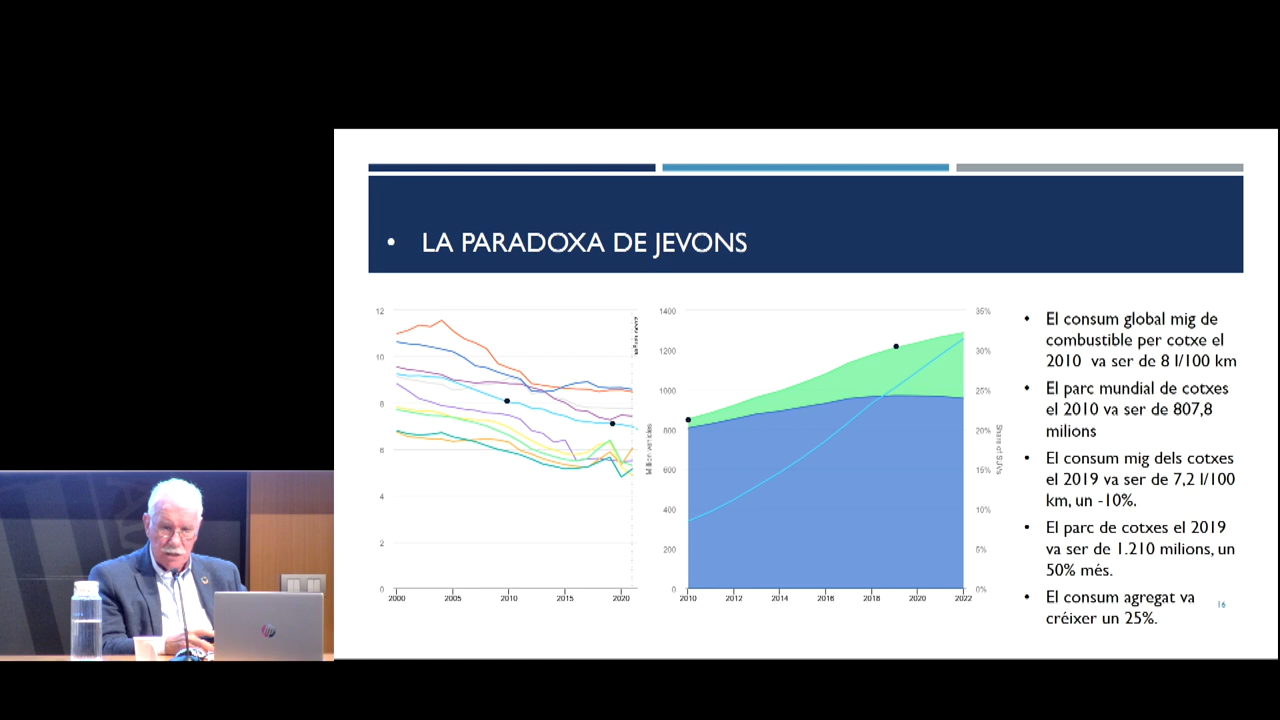 • LA PARADOXA DE JEVONS
12
10
8
6
4
2
0
2000 2005 2010 2015 2020
1400
1200
1000
800
600
400
200
0
Million vehicles
2010 2012 2014 2016 2018 2020 2022
35%
30%
25%
20%
15%
10%
5%
0%
Share of SUVs
• El consum global mig de
combustible per cotxe el
2010 va ser de 8 l/100 km
• El parc mundial de cotxes
el 2010 va ser de 807,8
milions
• El consum mig dels cotxes
el 2019 va ser de 7,2 l/100
km, un -10%.
• El parc de cotxes el 2019
va ser de 1.210 milions, un
50% més.
• El consum agregat va
créixer un 25%.
16
hp